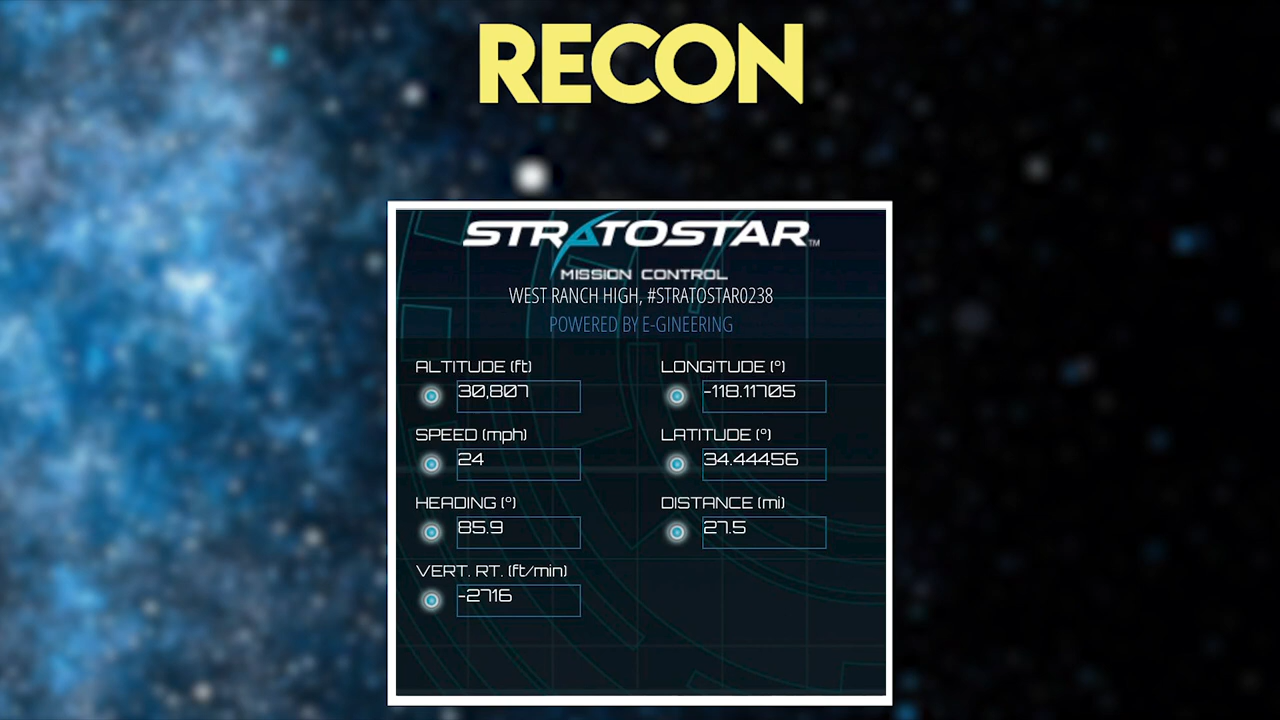 RECON
STRATOSTAR™
MISSION CONTROL
WEST RANCH HIGH, #STRATOSTAR0238
POWERED BY E-GINEERING
ALTITUDE (ft)
30,807
LONGITUDE (°)
-118.11705
SPEED (mph)
24
LATITUDE (°)
34.44456
HEADING (°)
85.9
DISTANCE (mi)
27.5
VERT. RT. (ft/min)
-2716